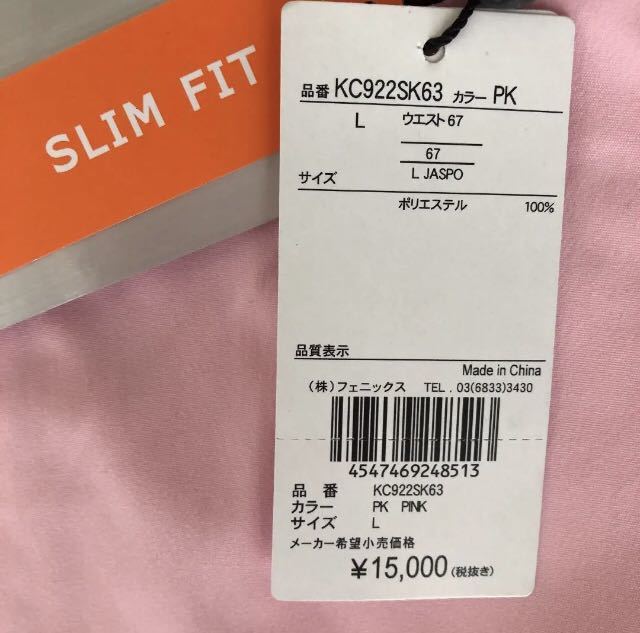 SLIM FIT
品番 KC922SK63 カラー PK
L ウエスト 67
67
サイズ L JASPO
ポリエステル 100%
品質表示
Made in China
(株)フェニックス TEL . 03(6833)3430
4547469248513
品 番 KC922SK63
カラー PK PINK
サイズ L
メーカー希望小売価格
¥15,000 (税抜き)